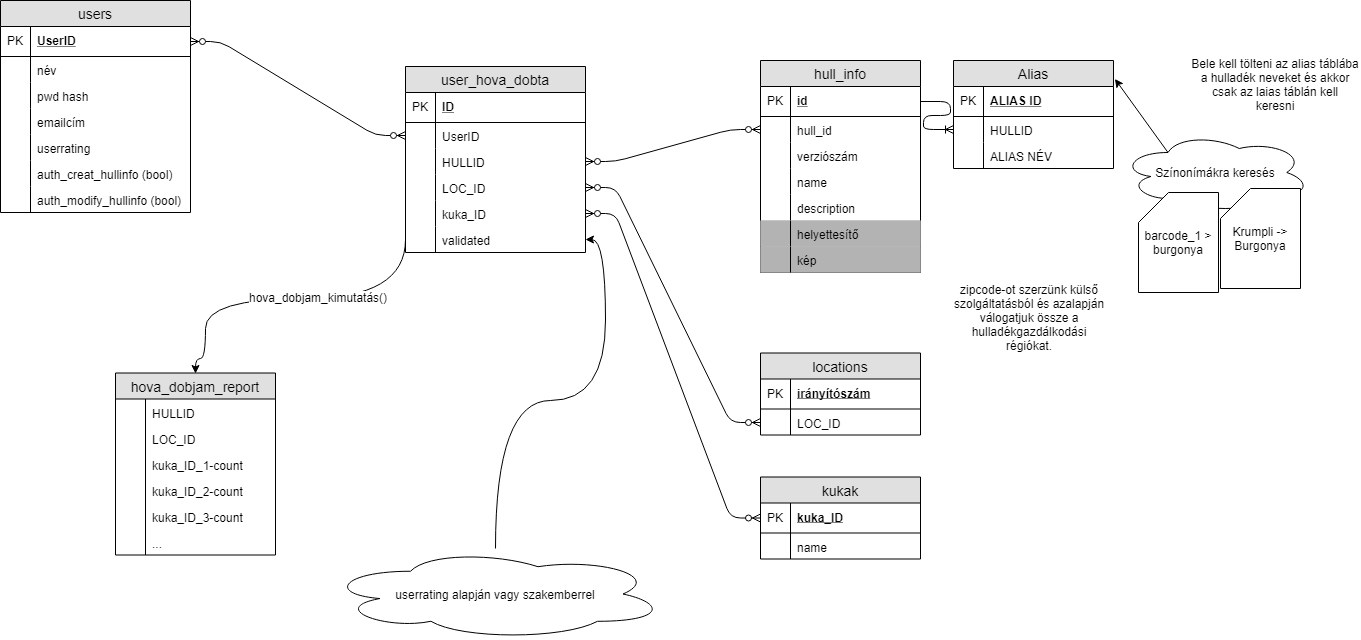 users
PK UserID
név
pwd hash
emailcím
userrating
auth_creat_hullinfo (bool)
auth_modify_hullinfo (bool)
user_hova_dobta
PK ID
UserID
HULLID
LOC_ID
kuka_ID
validated
hull_info
PK id
hull_id
verziószám
name
description
helyettesítő
kép
Alias
PK ALIAS ID
HULLID
ALIAS NÉV
Bele kell tölteni az alias táblába
a hulladék neveket és akkor
csak az laias táblán kell
keresni
Színonímákra keresés
barcode_1 >
burgonya
Krumpli ->
Burgonya
zipcode-ot szerzünk külső
szolgáltatásból és azalapján
válogatjuk össze a
hulladékgazdálkodási
régiókat.
hova_dobjam_kimutatás()
hova_dobjam_report
HULLID
LOC_ID
kuka_ID_1-count
kuka_ID_2-count
kuka_ID_3-count
...
locations
PK irányítószám
LOC_ID
kukak
PK kuka_ID
name
userrating alapján vagy szakemberrel